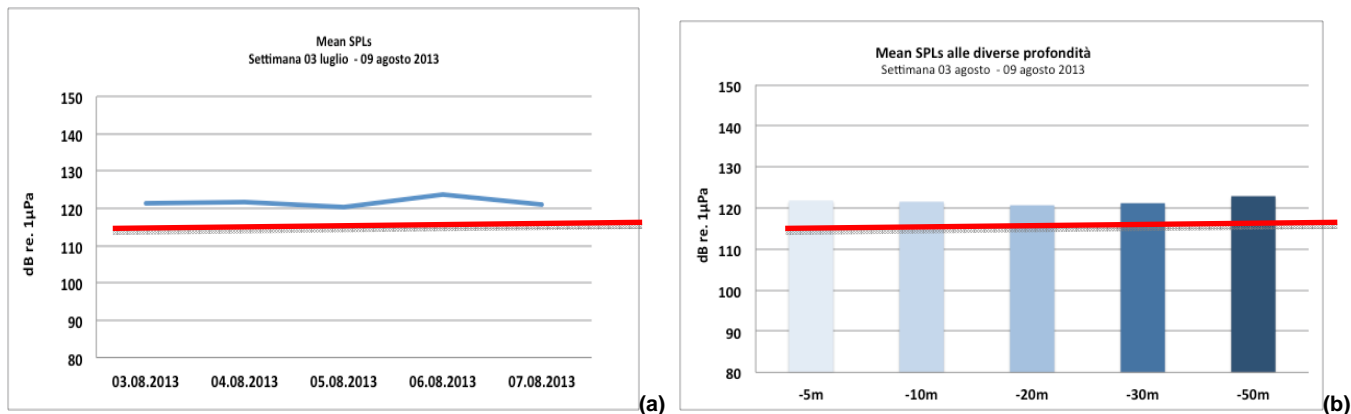 Mean SPLs
Settimana 03 luglio - 09 agosto 2013
dB re. 1µPa
150
140
130
120
110
100
90
80
03.08.2013 04.08.2013 05.08.2013 06.08.2013 07.08.2013
(a)
Mean SPLs alle diverse profondità
Settimana 03 agosto - 09 agosto 2013
dB re. 1µPa
150
140
130
120
110
100
90
80
-5m -10m -20m -30m -50m
(b)